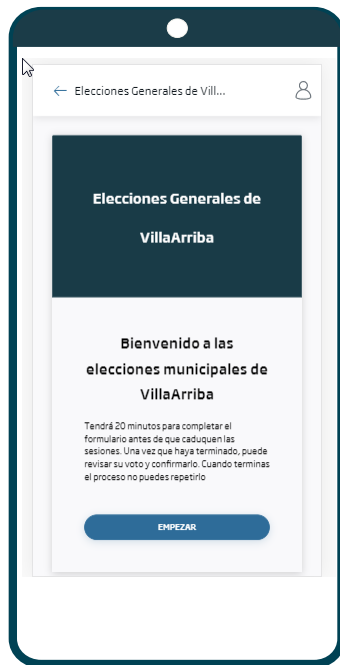 Elecciones Generales de Vill...
Elecciones Generales de
VillaArriba
Bienvenido a las
elecciones municipales de
VillaArriba
Tendrá 20 minutos para completar el
formulario antes de que caduquen las
sesiones. Una vez que haya terminado, puede
revisar su voto y confirmarlo. Cuando terminas
el proceso no puedes repetirlo
EMPEZAR